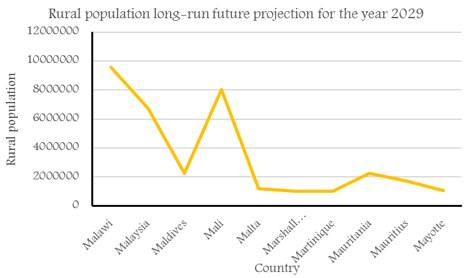 Rural population long-run future projection for the year 2029
12000000
10000000
8000000
6000000
4000000
2000000
0
Rural population
Malawi
Malaysia
Maldives
Mali
Malta
Marshall...
Martinique
Mauritania
Mauritius
Mayotte
Country